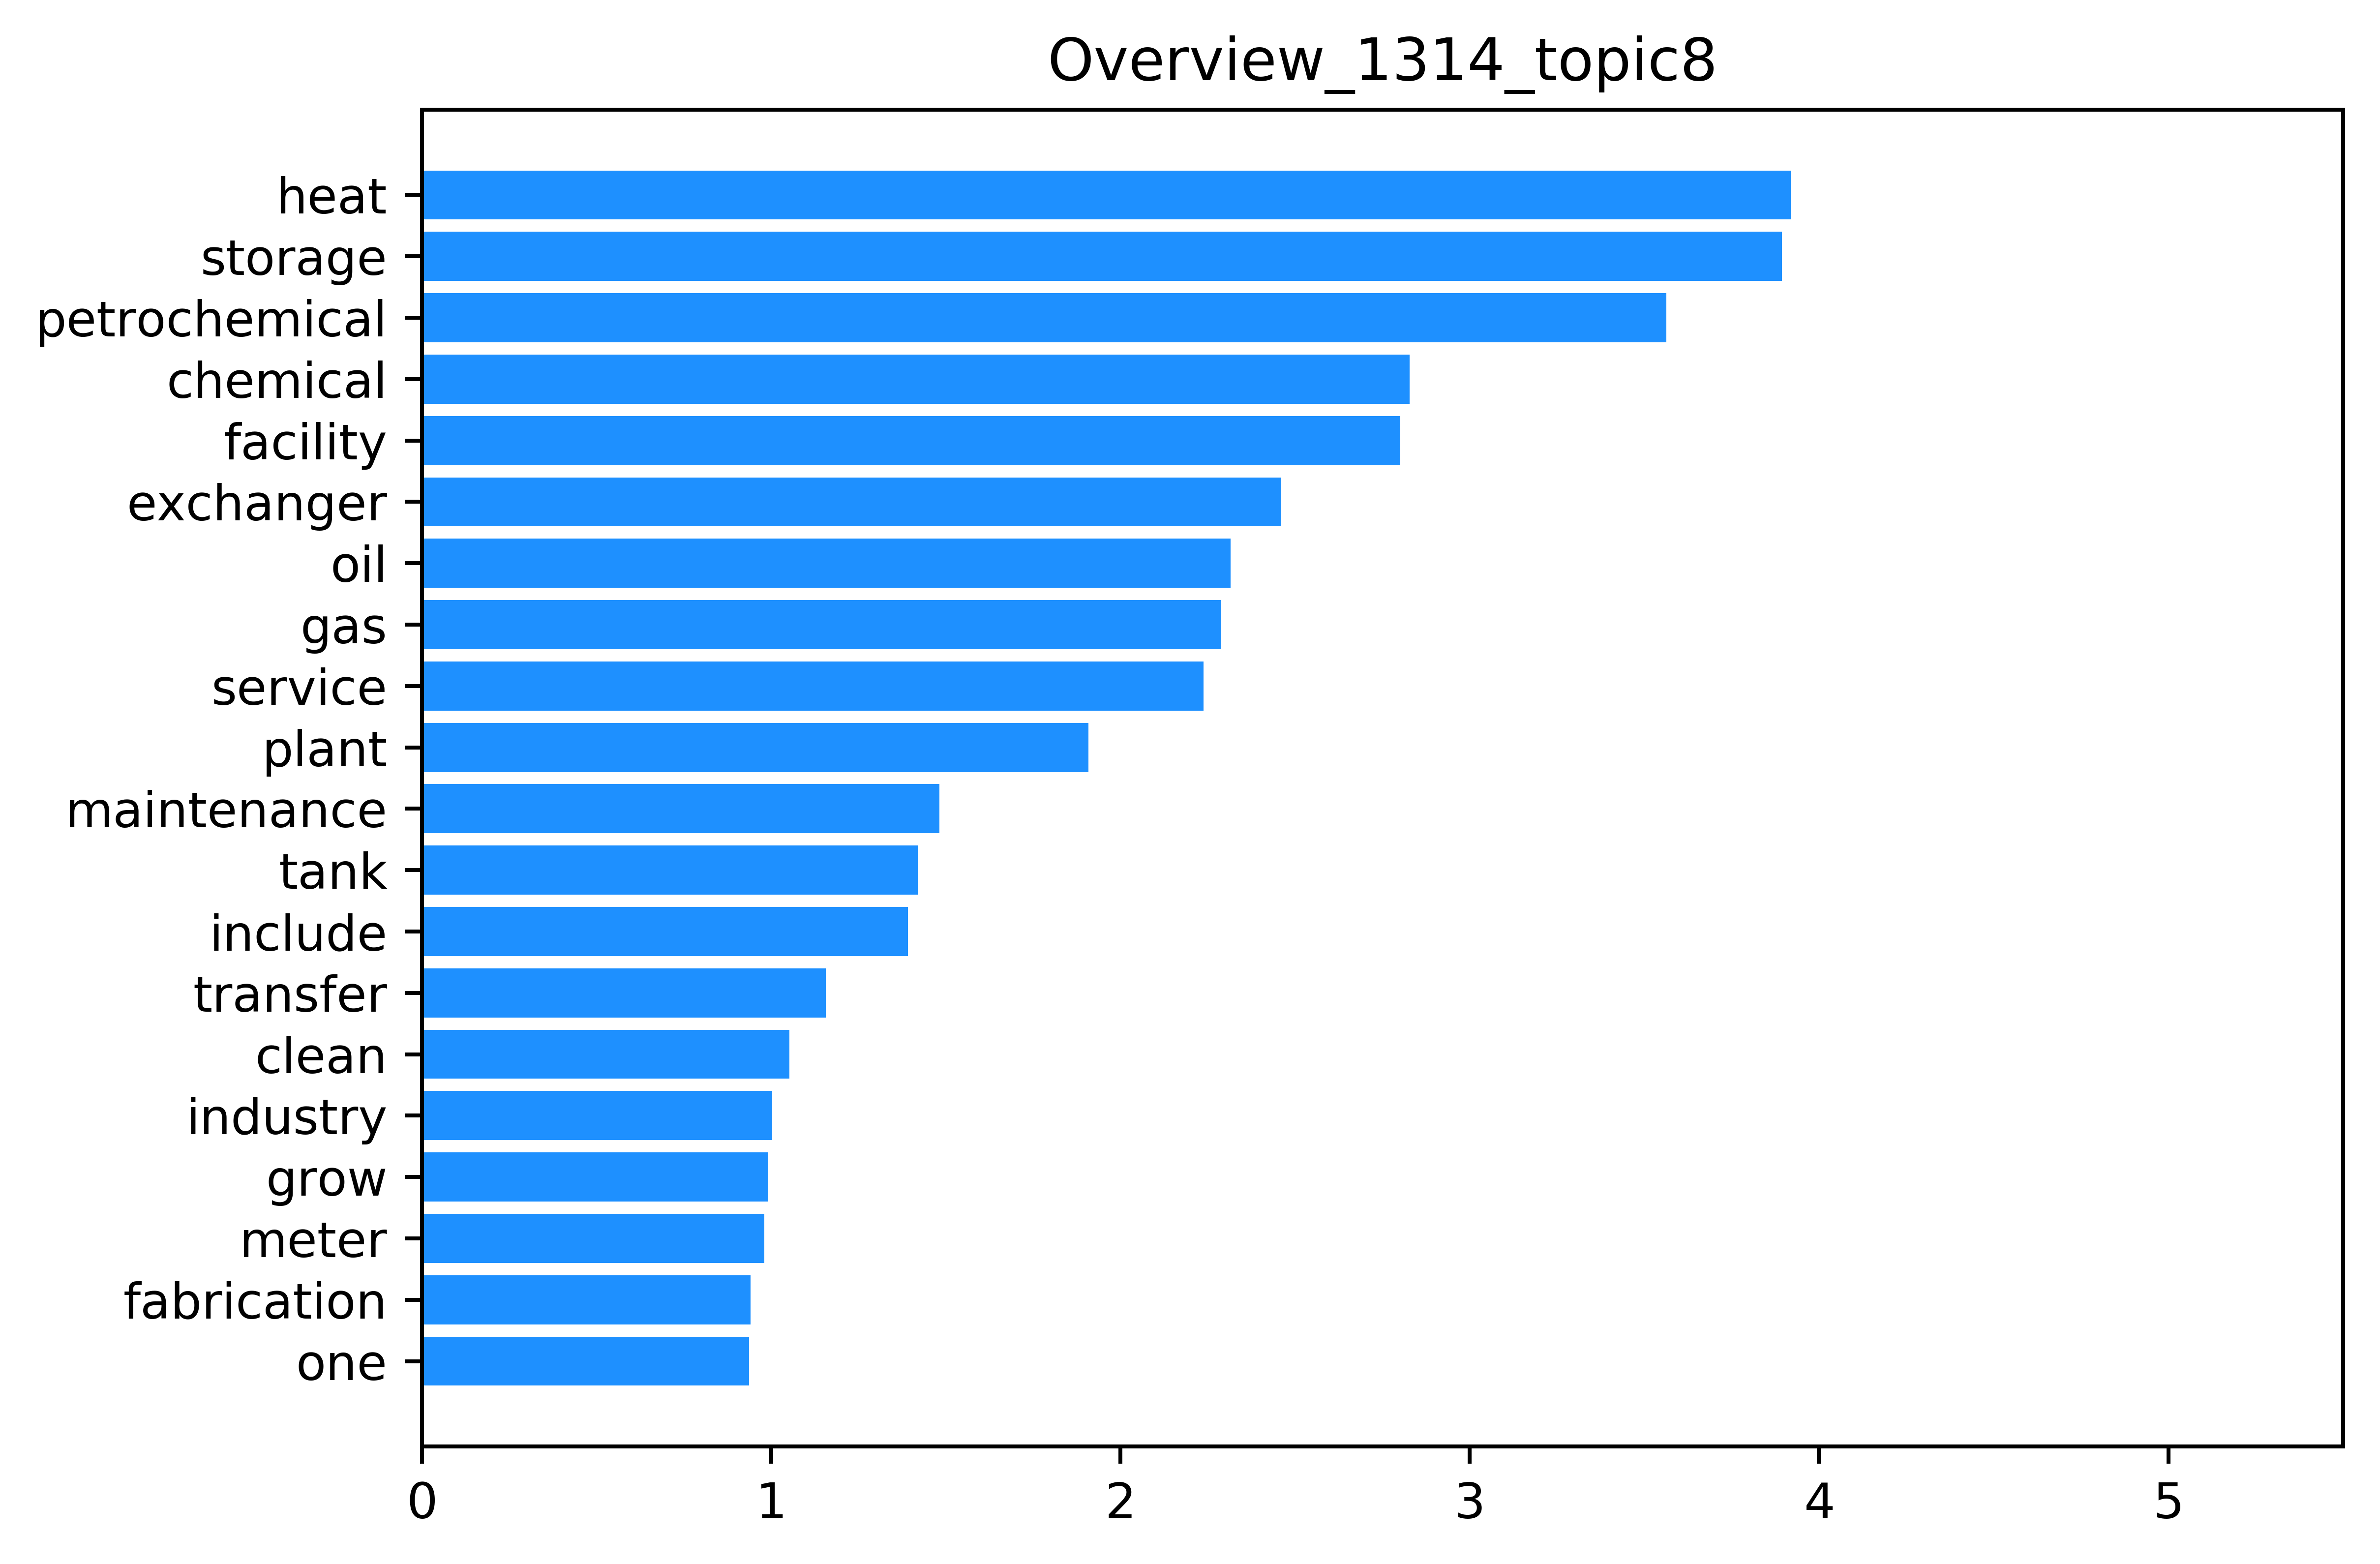 Overview_1314_topic8
heat
storage
petrochemical
chemical
facility
exchanger
oil
gas
service
plant
maintenance
tank
include
transfer
clean
industry
grow
meter
fabrication
one
0 1 2 3 4 5